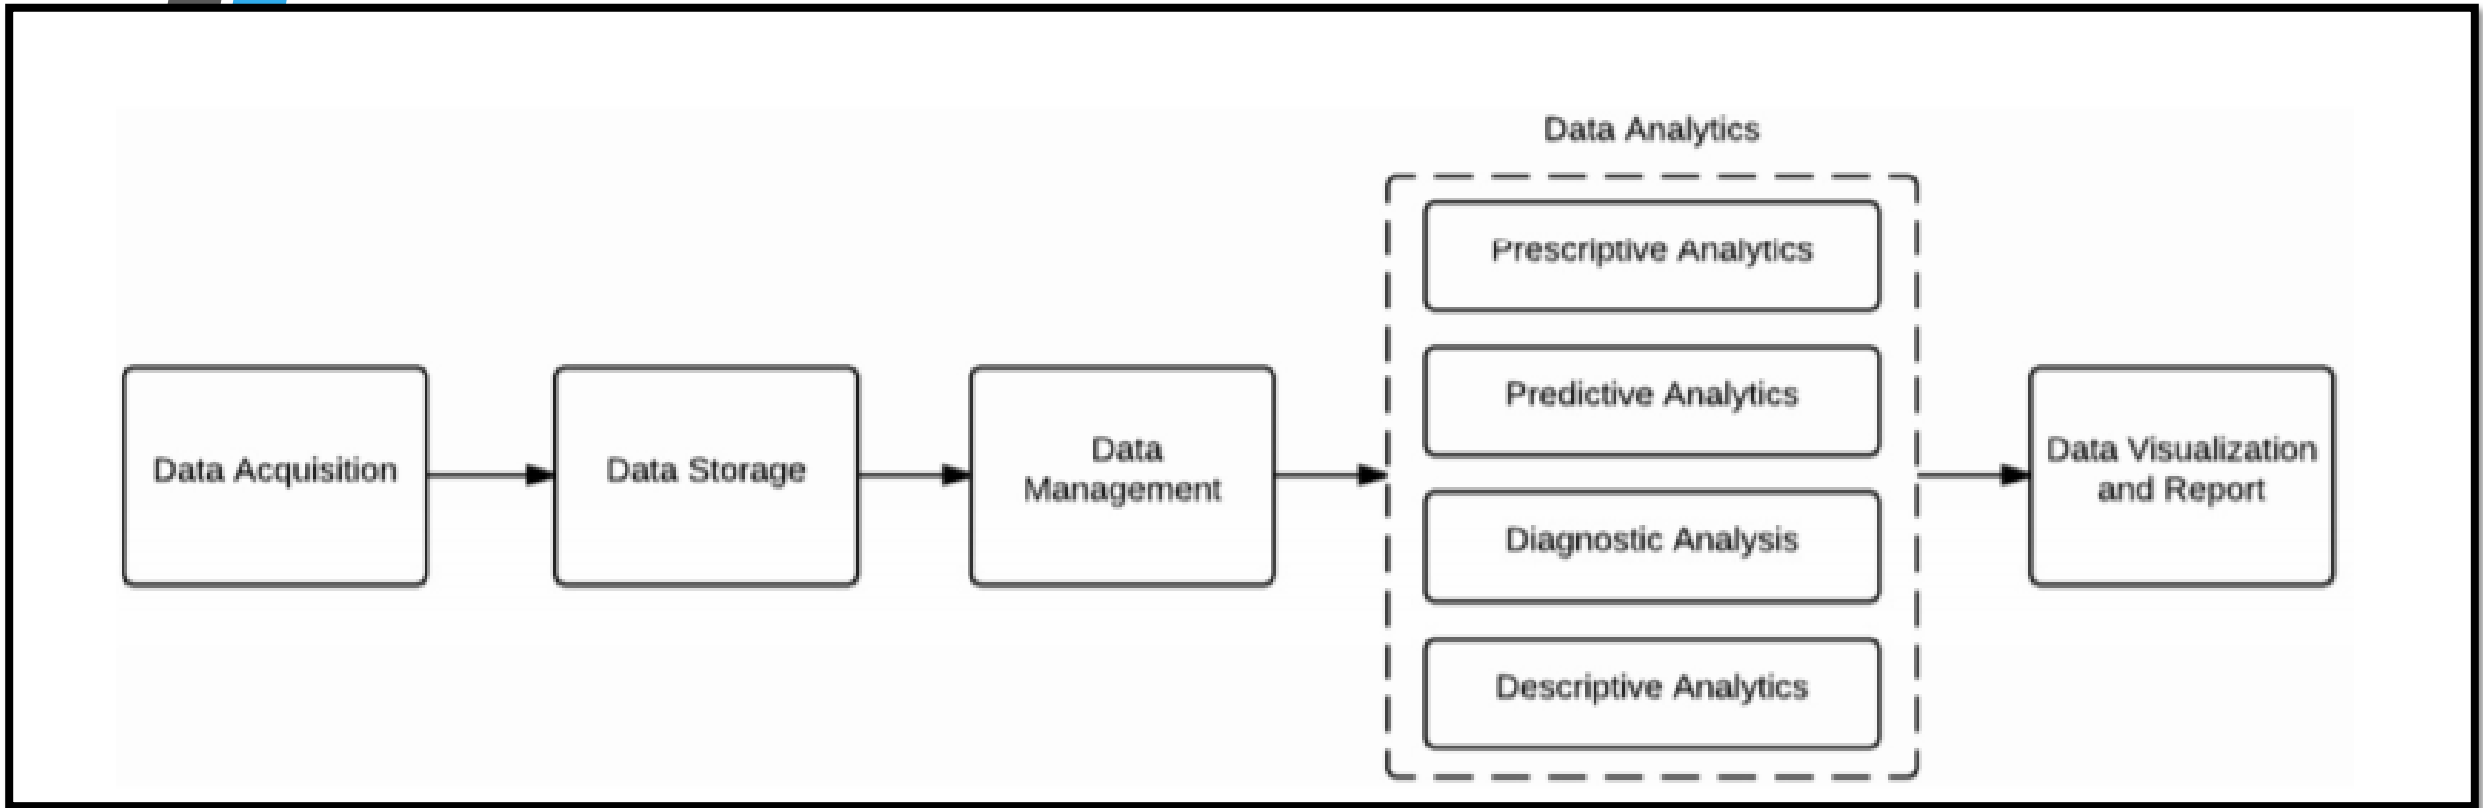 Data Analytics
Prescriptive Analytics
Predictive Analytics
Data Acquisition
Data Storage
Data
Management
Diagnostic Analysis
Descriptive Analytics
Data Visualization
and Report